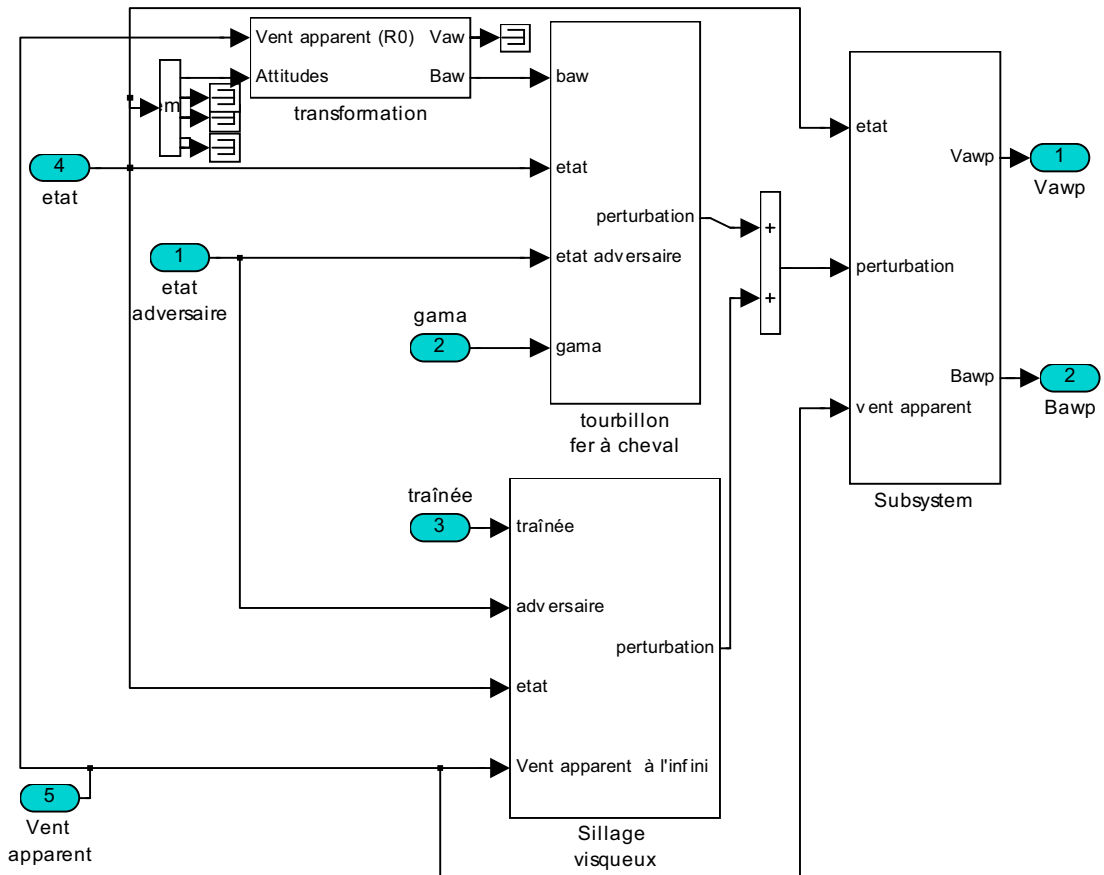 Vent apparent (R0)
Vaw
Attitudes
Baw
transformation
m
4
etat
1
etat
adversaire
gama
2
baw
etat
perturbation
etat adversaire
gama
tourbillon
fer à cheval
traînée
3
traînée
adversaire
perturbation
etat
Vent apparent à l'infini
Sillage
visqueux
5
Vent
apparent
+
+
etat
Vawp
perturbation
Bawp
vent apparent
Subsystem
1
Vawp
2
Bawp